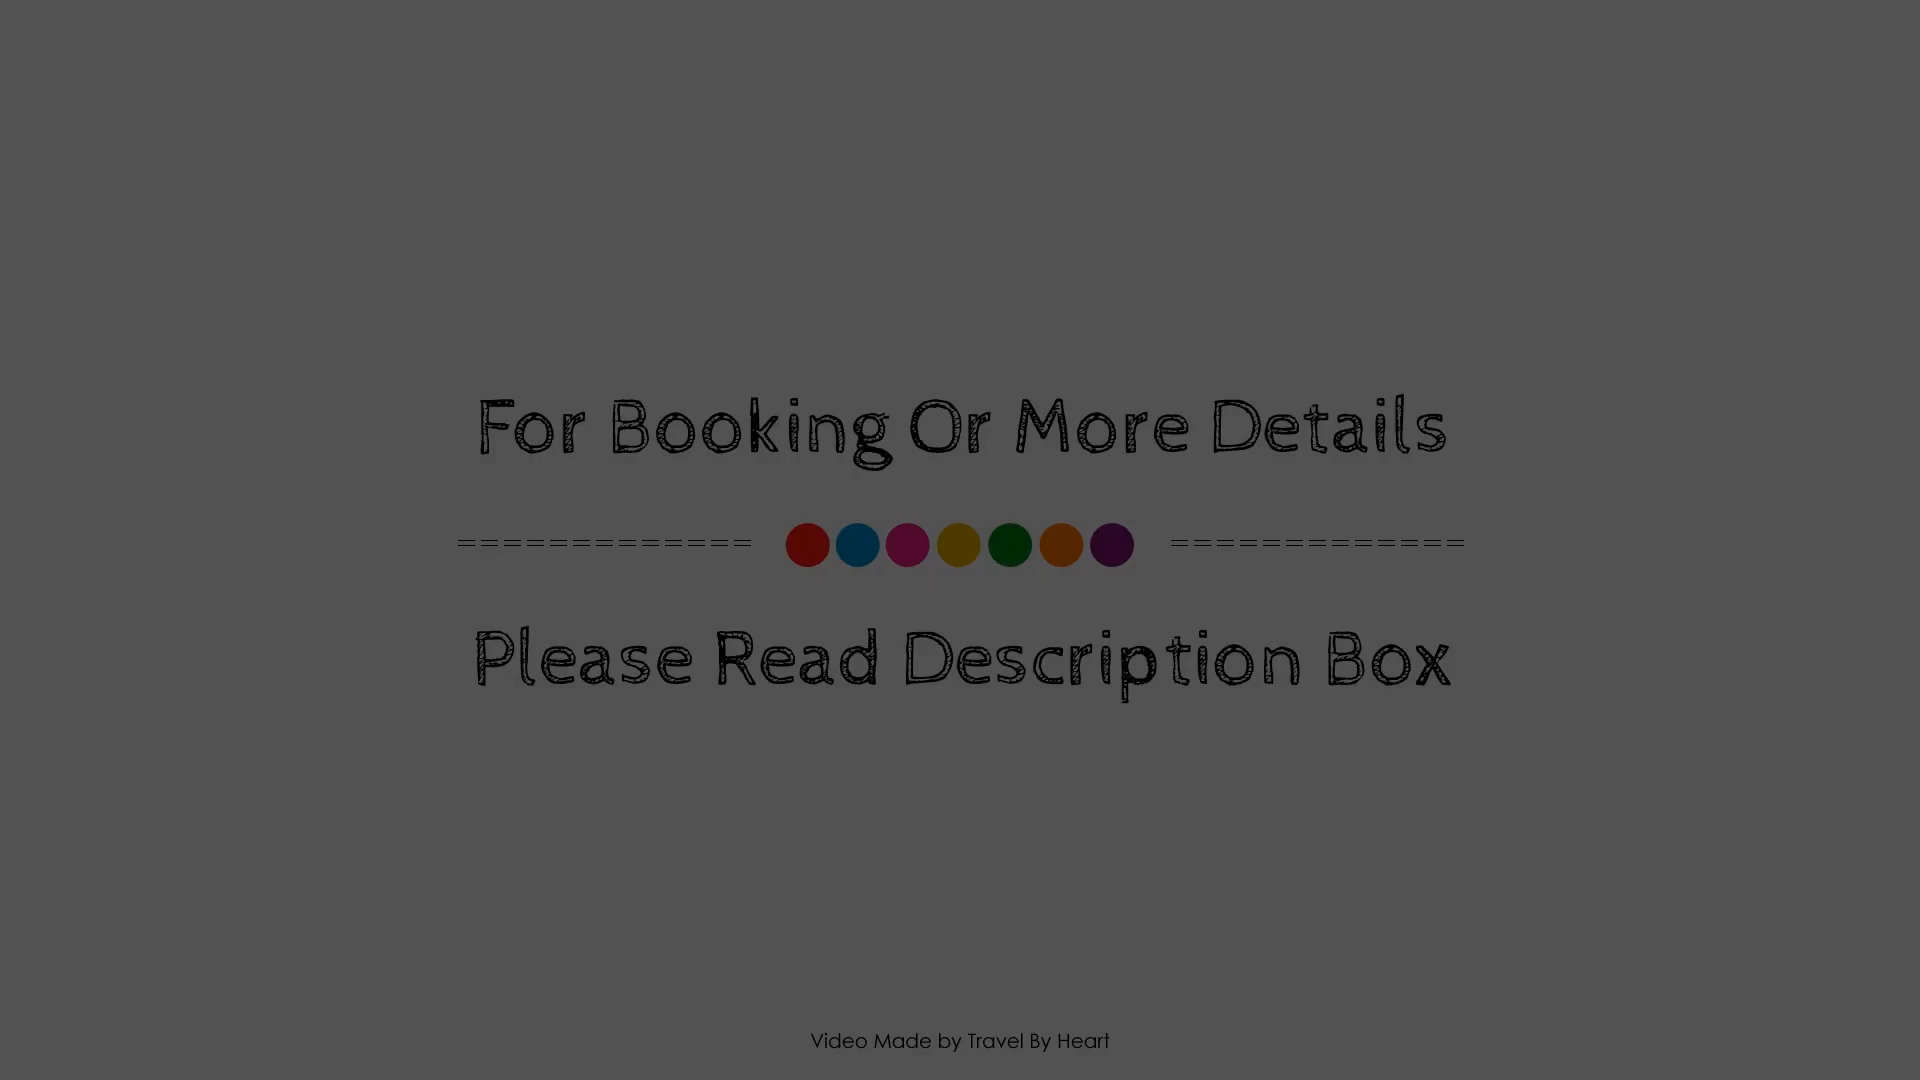 For Booking Or More Details
============= =============
Please Read Description Box
Video Made by Travel By Heart